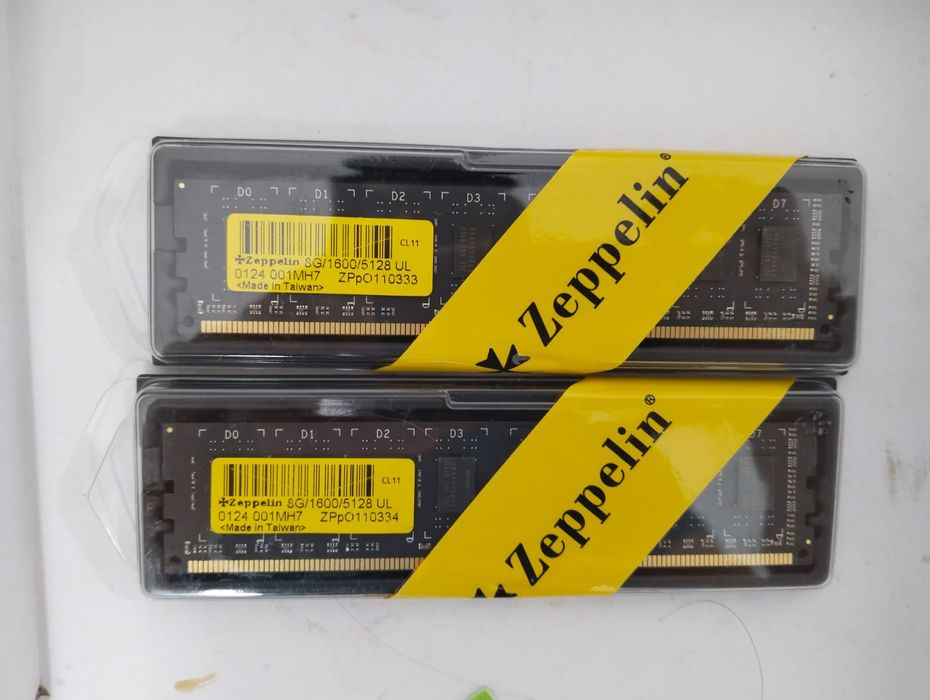 D0 D1 D2 D3 D7
CL11
Zeppelin 8G/1600/5128 UL
0124 001MH7 ZPpO110333
<Made in Taiwan>
Zeppelin®
D0 D1 D2 D3 D7
CL11
Zeppelin 8G/1600/5128 UL
0124 001MH7 ZPpO110334
<Made in Taiwan>
Zeppelin®